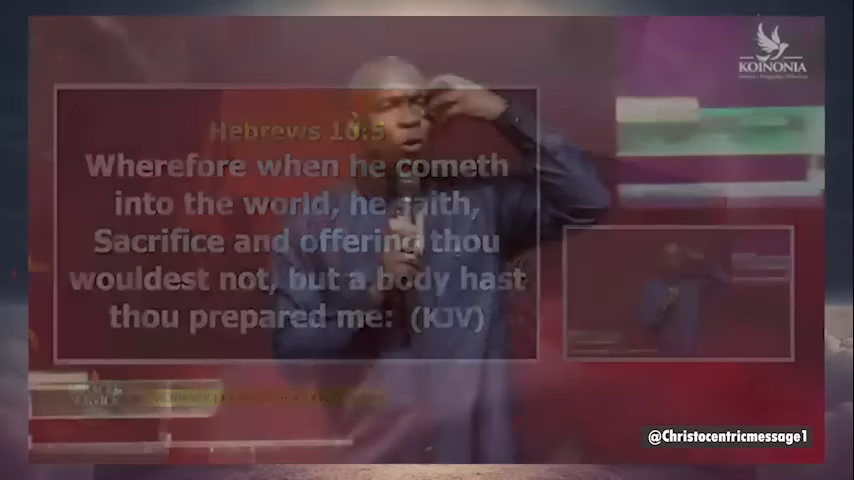 KOINONIA
Hebrews 10:5
Wherefore when he cometh
into the world, he saith,
Sacrifice and offering thou
wouldest not, but a body hast
thou prepared me: (KJV)
@Christocentricmessage1